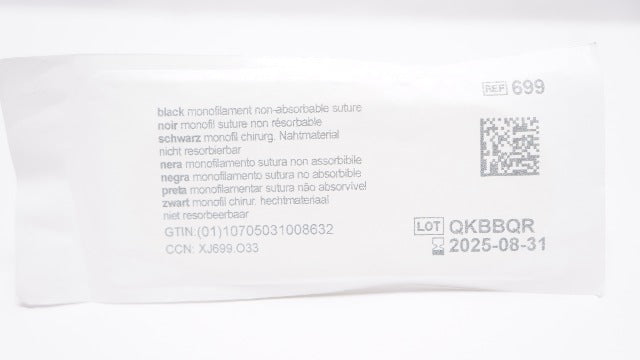 REF 699
black monofilament non-absorbable suture
noir monofil suture non résorbable
schwarz monofil chirurg. Nahtmaterial
nicht resorbierbar
nera monofilamento sutura non assorbibile
negra monofilamento sutura no absorbible
preta monofilamentar sutura não absorvível
zwart monofil chirur. hechtmateriaal
niet resorbeerbaar
GTIN:(01)10705031008632
CCN: XJ699.O33
LOT QKBBQR
2025-08-31